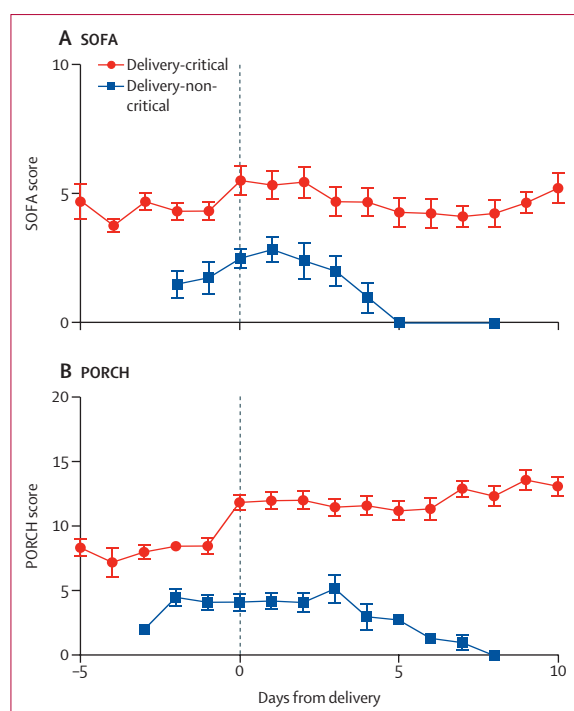 A SOFA
10
Delivery-critical
Delivery-non-
critical
SOFA score
5
0
B PORCH
20
15
PORCH score
10
5
0
–5
0
5
10
Days from delivery